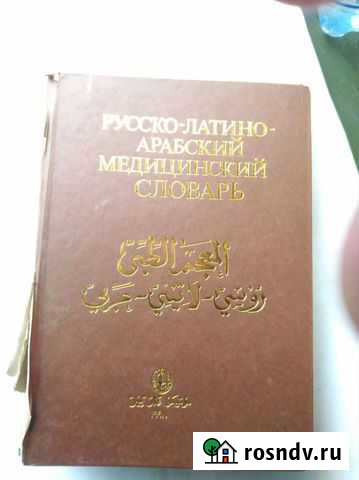 РУССКО-ЛАТИНО-
АРАБСКИЙ
МЕДИЦИНСКИЙ
СЛОВАРЬ
المعجم الطبي
روسي - لاتيني - عربي
rosndv.ru